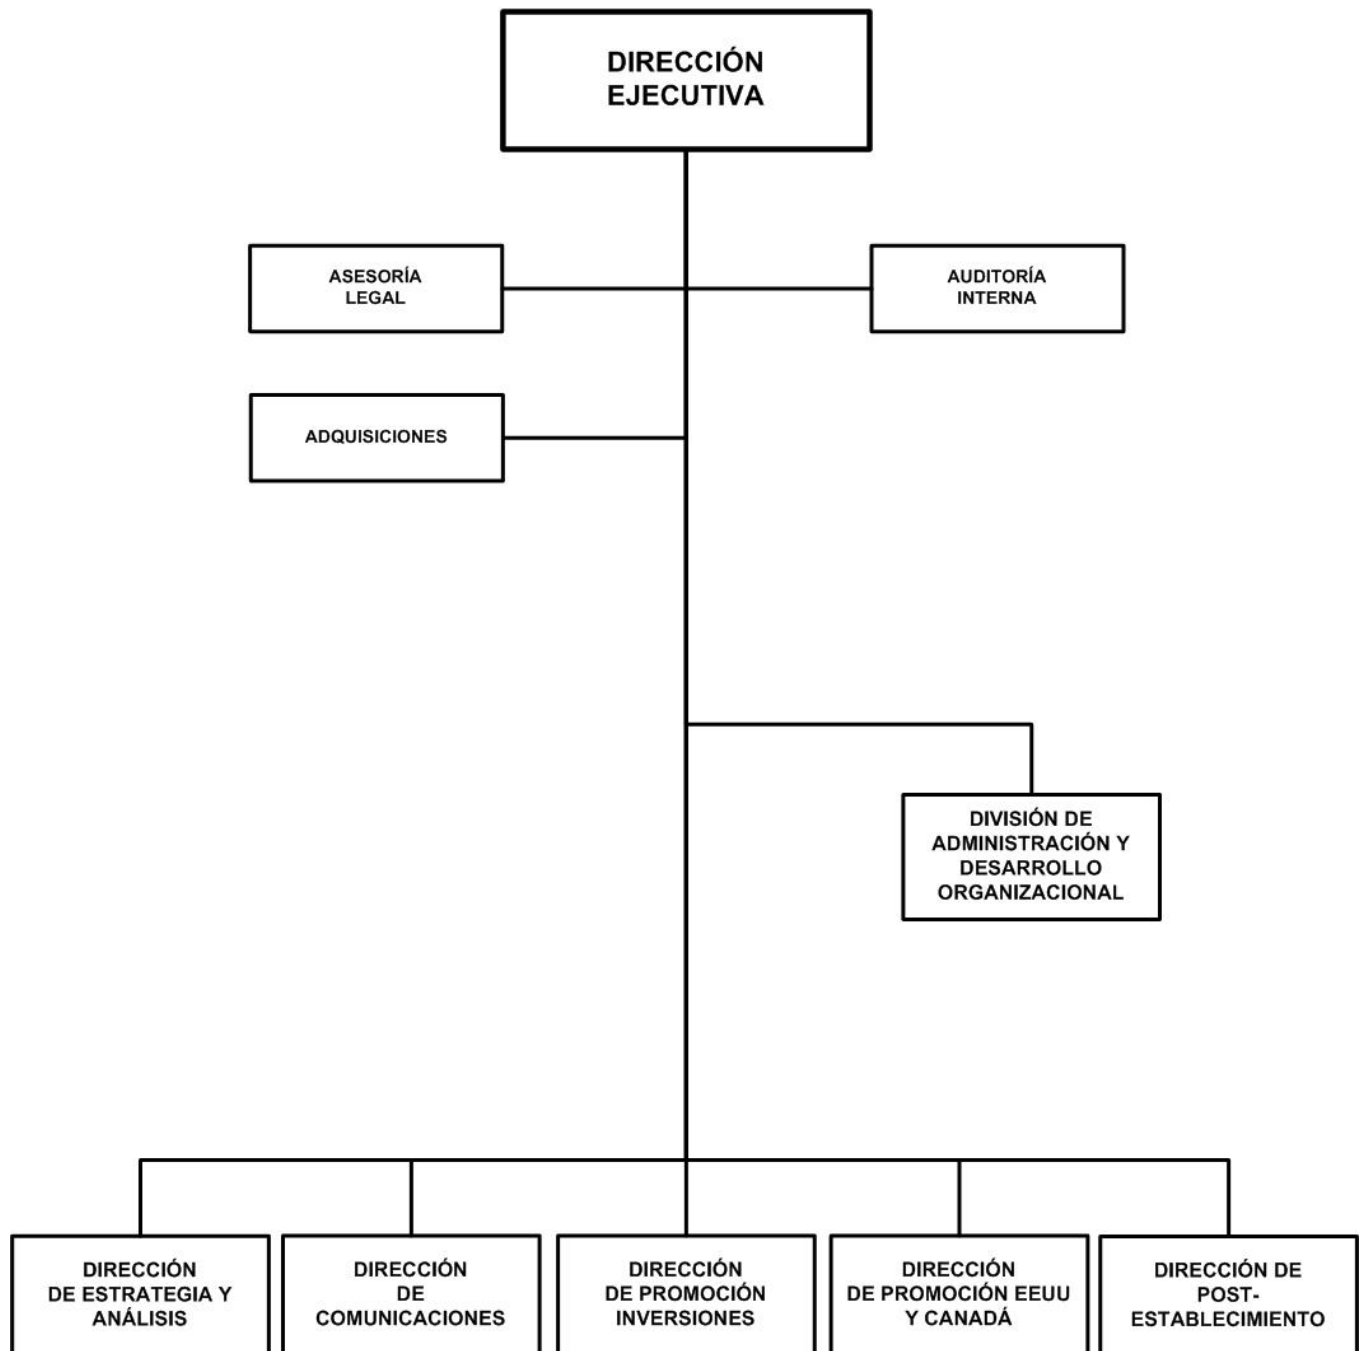 DIRECCIÓN
EJECUTIVA
ASESORÍA
LEGAL
AUDITORÍA
INTERNA
ADQUISICIONES
DIVISIÓN DE
ADMINISTRACIÓN Y
DESARROLLO
ORGANIZACIONAL
DIRECCIÓN
DE ESTRATEGIA Y
ANÁLISIS
DIRECCIÓN
DE
COMUNICACIONES
DIRECCIÓN
DE PROMOCIÓN
INVERSIONES
DIRECCIÓN
DE PROMOCIÓN EEUU
Y CANADÁ
DIRECCIÓN DE
POST-
ESTABLECIMIENTO